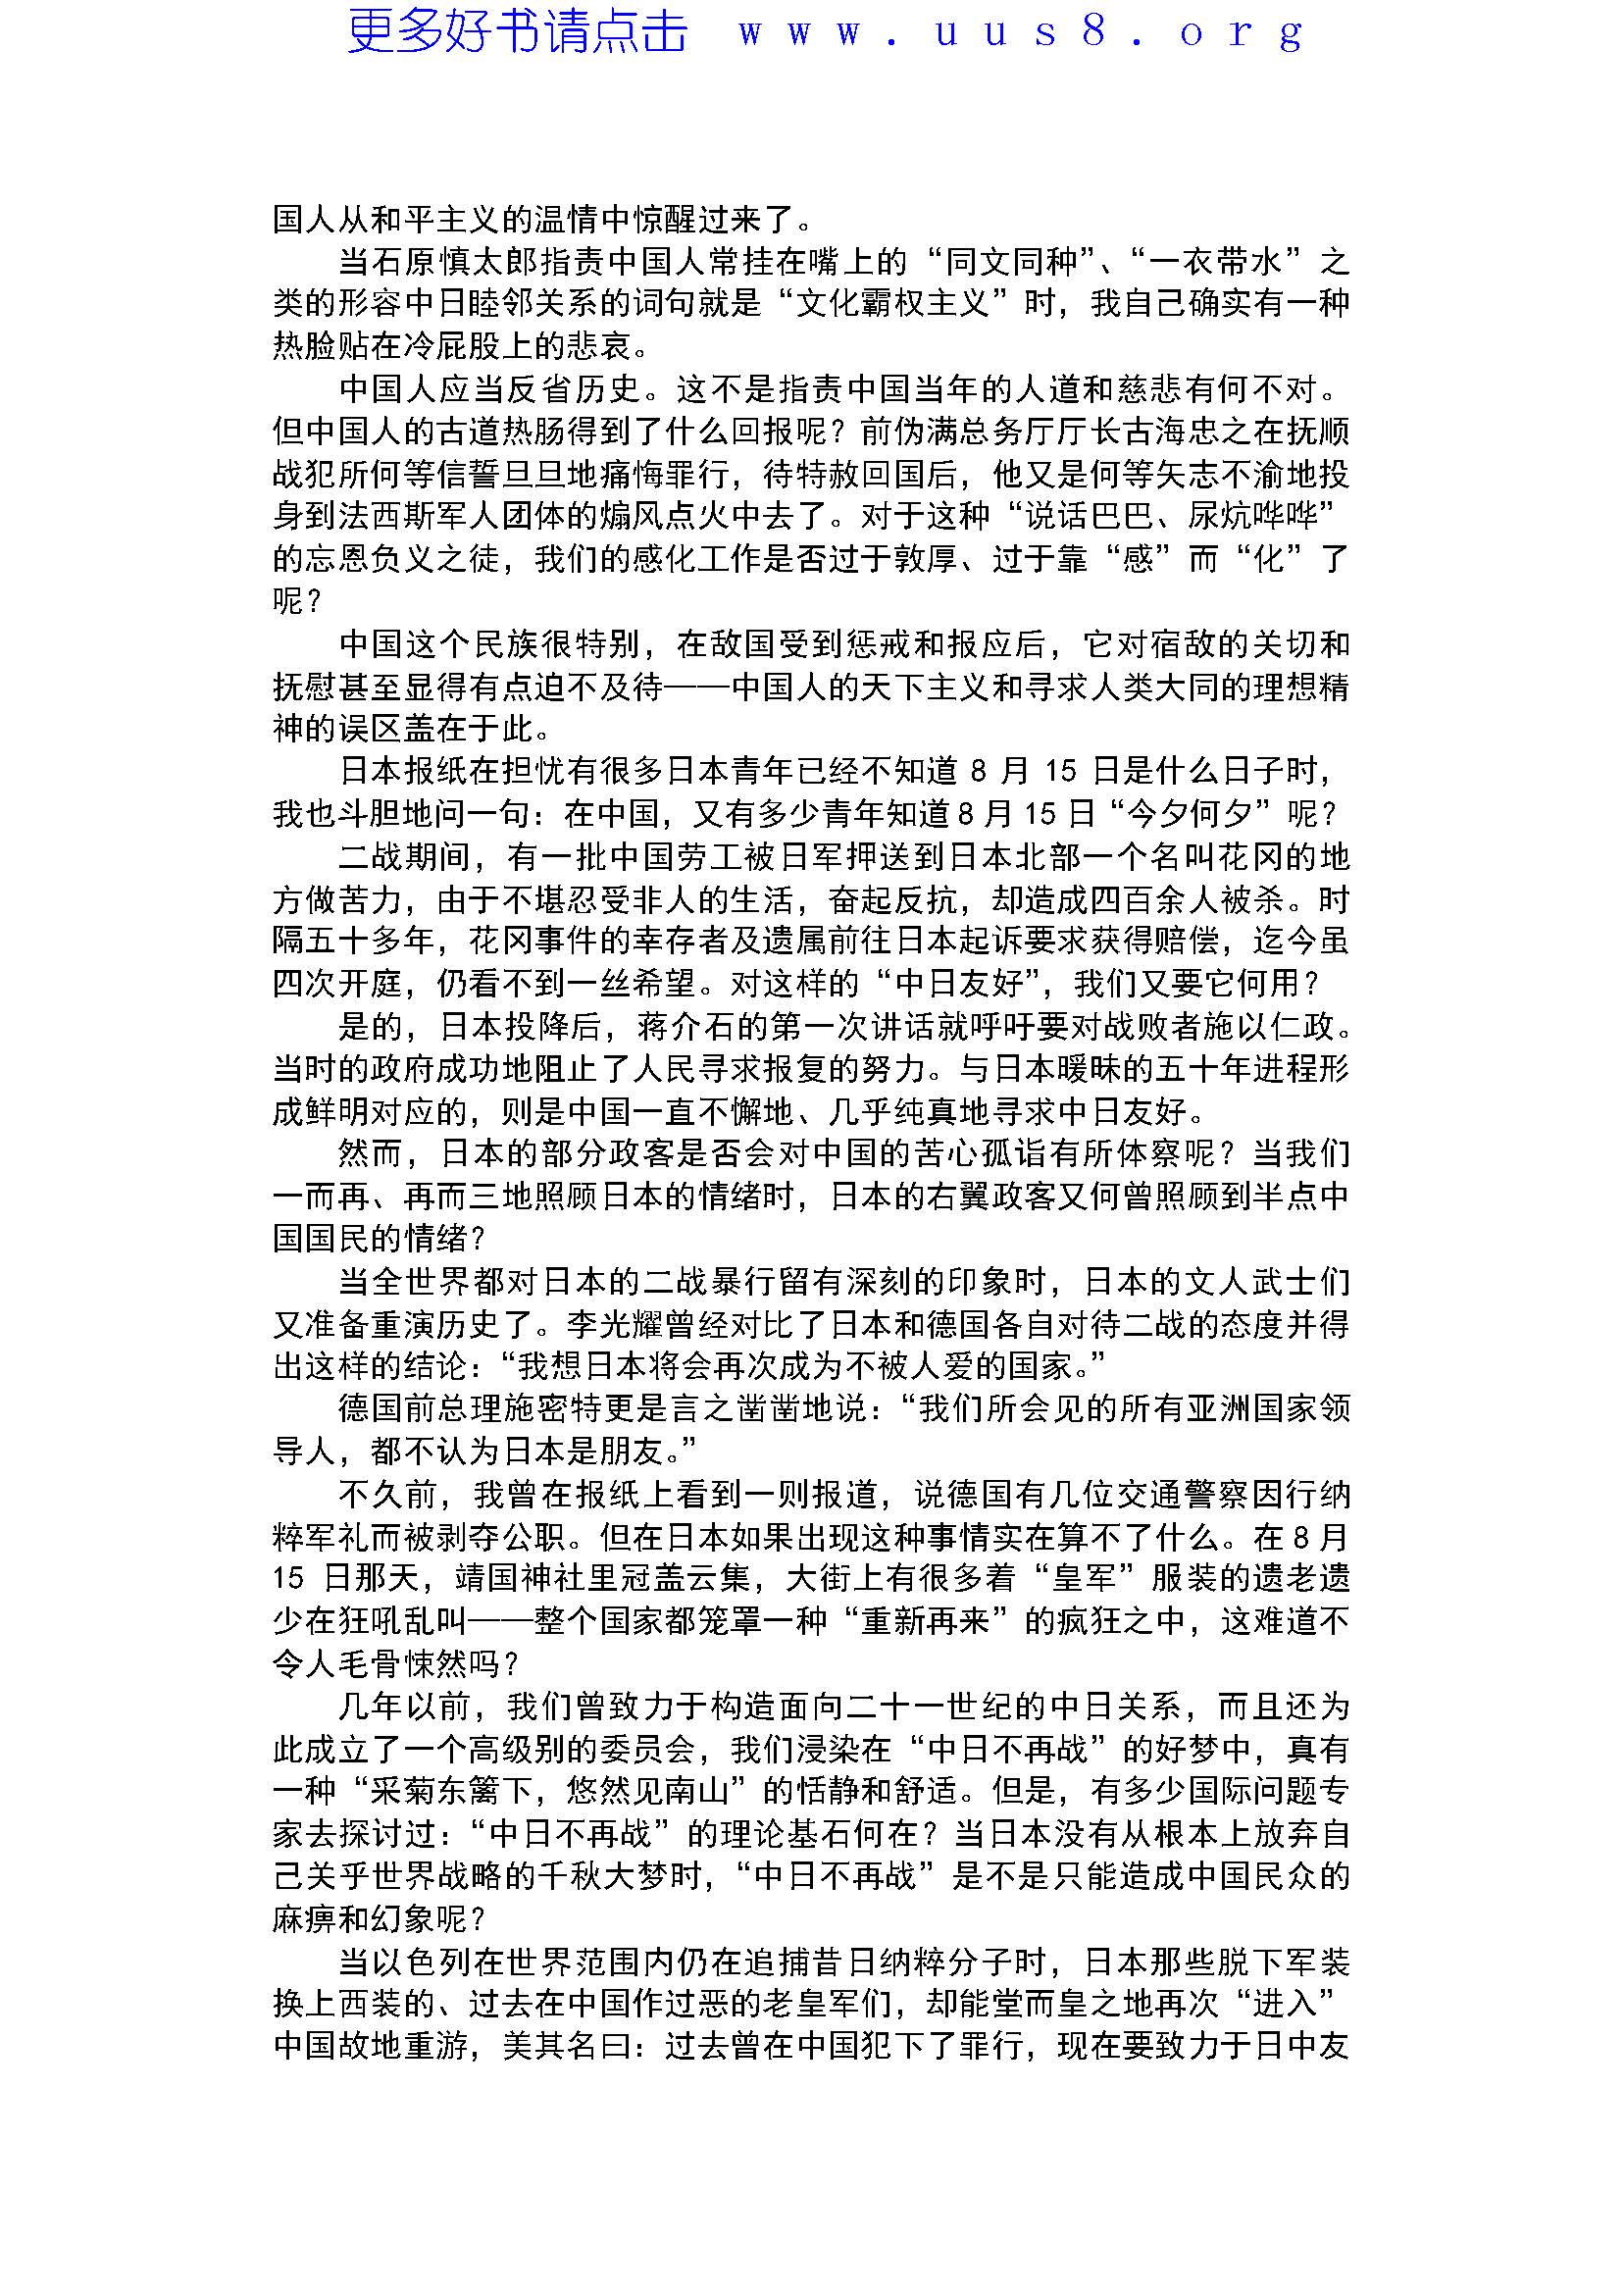 更多好书请点击 www.uus8.org
国人从和平主义的温情中惊醒过来了。
当石原慎太郎指责中国人常挂在嘴上的“同文同种”、“一衣带水”之
类的形容中日睦邻关系的词句就是“文化霸权主义”时，我自己确实有一种
热脸贴在冷屁股上的悲哀。
中国人应当反省历史。这不是指责中国当年的人道和慈悲有何不对。
但中国人的古道热肠得到了什么回报呢？前伪满总务厅厅长古海忠之在抚顺
战犯所何等信誓旦旦地痛悔罪行，待特赦回国后，他又是何等矢志不渝地投
身到法西斯军人团体的煽风点火中去了。对于这种“说话巴巴、尿炕哗哗”
的忘恩负义之徒，我们的感化工作是否过于敦厚、过于靠“感”而“化”了
呢？
中国这个民族很特别，在敌国受到惩戒和报应后，它对宿敌的关切和
抚慰甚至显得有点迫不及待——中国人的天下主义和寻求人类大同的理想精
神的误区盖在于此。
日本报纸在担忧有很多日本青年已经不知道 8 月 15 日是什么日子时，
我也斗胆地问一句：在中国，又有多少青年知道 8 月 15 日“今夕何夕”呢？
二战期间，有一批中国劳工被日军押送到日本北部一个名叫花冈的地
方做苦力，由于不堪忍受非人的生活，奋起反抗，却造成四百余人被杀。时
隔五十多年，花冈事件的幸存者及遗属前往日本起诉要求获得赔偿，迄今虽
四次开庭，仍看不到一丝希望。对这样的“中日友好”，我们又要它何用？
是的，日本投降后，蒋介石的第一次讲话就呼吁要对战败者施以仁政。
当时的政府成功地阻止了人民寻求报复的努力。与日本暖昧的五十年进程形
成鲜明对应的，则是中国一直不懈地、几乎纯真地寻求中日友好。
然而，日本的部分政客是否会对中国的苦心孤诣有所体察呢？当我们
一而再、再而三地照顾日本的情绪时，日本的右翼政客又何曾照顾到半点中
国国民的情绪？
当全世界都对日本的二战暴行留有深刻的印象时，日本的文人武士们
又准备重演历史了。李光耀曾经对比了日本和德国各自对待二战的态度并得
出这样的结论：“我想日本将会再次成为不被人爱的国家。”
德国前总理施密特更是言之凿凿地说：“我们所会见的所有亚洲国家领
导人，都不认为日本是朋友。”
不久前，我曾在报纸上看到一则报道，说德国有几位交通警察因行纳
粹军礼而被剥夺公职。但在日本如果出现这种事情实在算不了什么。在 8 月
15 日那天，靖国神社里冠盖云集，大街上有很多着“皇军”服装的遗老遗
少在狂吼乱叫——整个国家都笼罩一种“重新再来”的疯狂之中，这难道不
令人毛骨悚然吗？
几年以前，我们曾致力于构造面向二十一世纪的中日关系，而且还为
此成立了一个高级别的委员会，我们浸染在“中日不再战”的好梦中，真有
一种“采菊东篱下，悠然见南山”的恬静和舒适。但是，有多少国际问题专
家去探讨过：“中日不再战”的理论基石何在？当日本没有从根本上放弃自
己关乎世界战略的千秋大梦时，“中日不再战”是不是只能造成中国民众的
麻痹和幻象呢？
当以色列在世界范围内仍在追捕昔日纳粹分子时，日本那些脱下军装
换上西装的、过去在中国作过恶的老皇军们，却能堂而皇之地再次“进入”
中国故地重游，美其名曰：过去曾在中国犯下了罪行，现在要致力于日中友